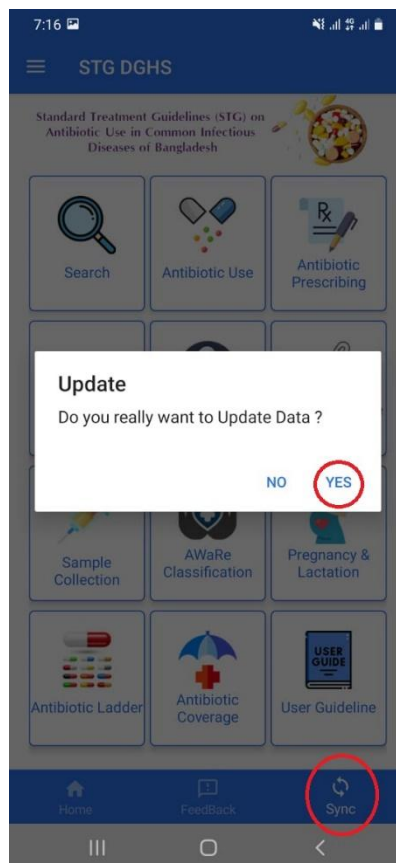 7:16
STG DGHS
Standard Treatment Guidelines (STG) on
Antibiotic Use in Common Infectious
Diseases of Bangladesh
Search
Antibiotic Use
Rx
Antibiotic
Prescribing
Update
Do you really want to Update Data ?
NO
YES
Sample
Collection
AWaRe
Classification
Pregnancy &
Lactation
Antibiotic Ladder
Antibiotic
Coverage
USER
GUIDE
User Guideline
Home
FeedBack
Sync